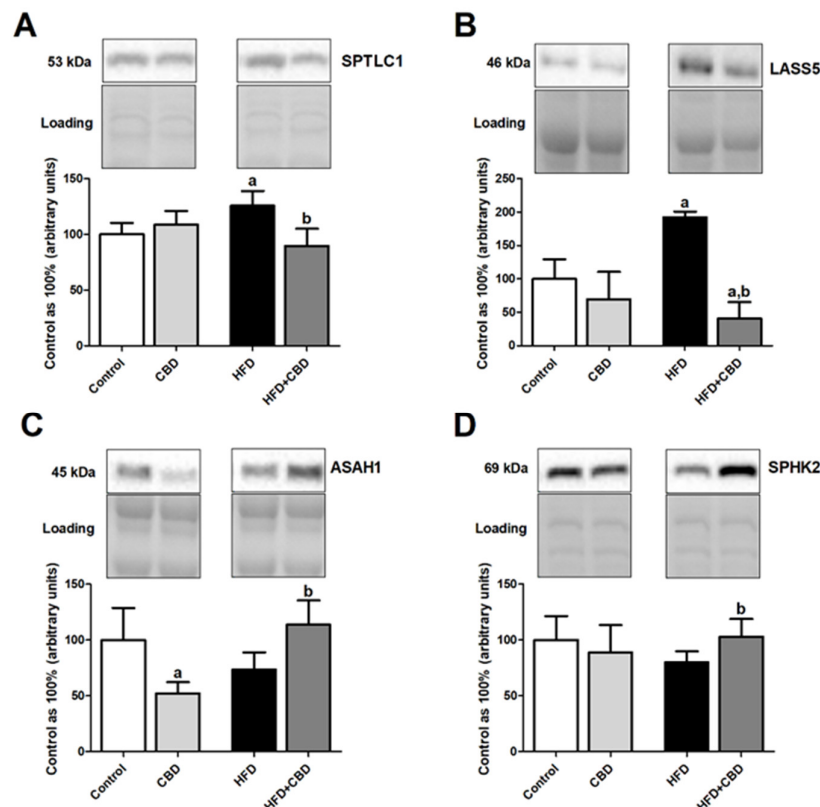 A
53 kDa
SPTLC1
Loading
Control as 100% (arbitrary units)
150
a
b
100
50
0
Control
CBD
HFD
HFD+CBD
B
46 kDa
LASS5
Loading
Control as 100% (arbitrary units)
250
200
a
150
100
a,b
50
0
Control
CBD
HFD
HFD+CBD
C
45 kDa
ASAH1
Loading
Control as 100% (arbitrary units)
150
b
100
a
50
0
Control
CBD
HFD
HFD+CBD
D
69 kDa
SPHK2
Loading
Control as 100% (arbitrary units)
150
b
100
50
0
Control
CBD
HFD
HFD+CBD